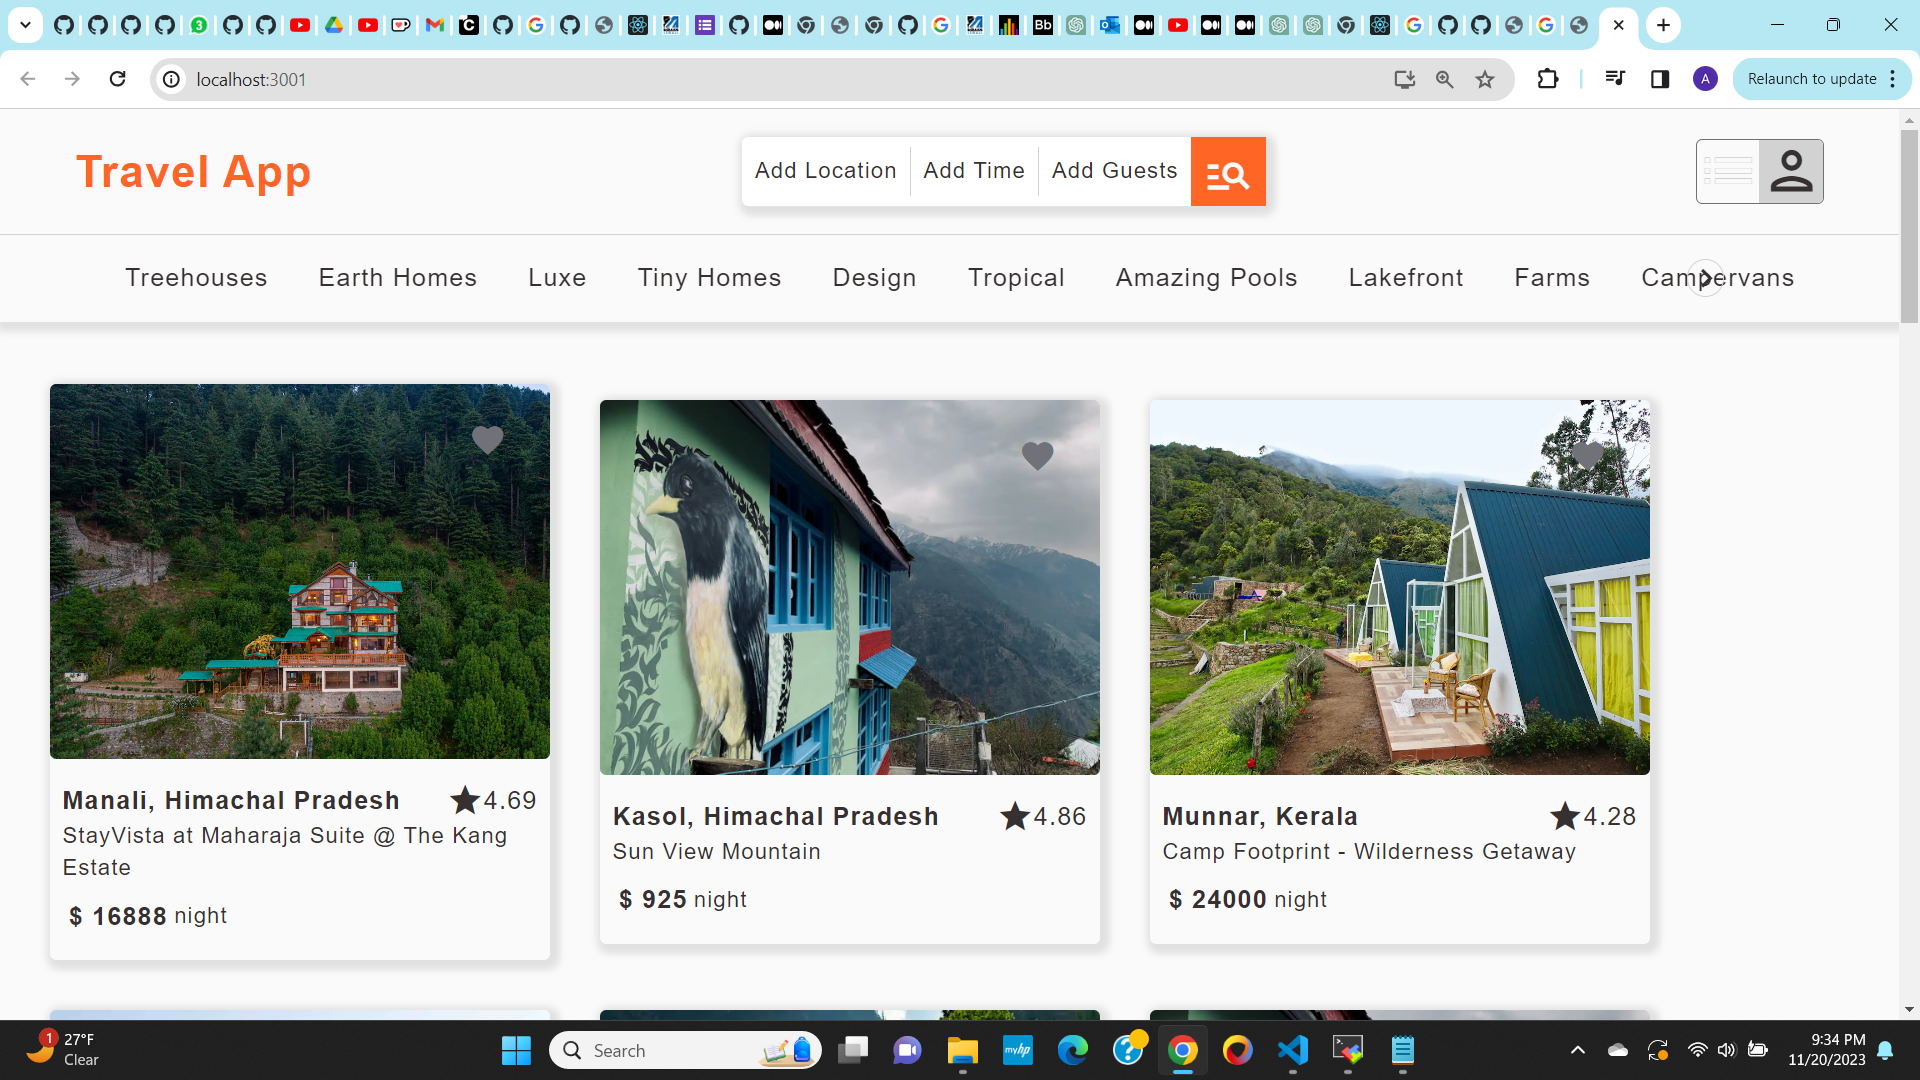 localhost:3001
A
Relaunch to update
Travel App
Add Location Add Time Add Guests
Treehouses Earth Homes Luxe Tiny Homes Design Tropical Amazing Pools Lakefront Farms Campervans
Manali, Himachal Pradesh 4.69
StayVista at Maharaja Suite @ The Kang
Estate
$ 16888 night
Kasol, Himachal Pradesh 4.86
Sun View Mountain
$ 925 night
Munnar, Kerala 4.28
Camp Footprint - Wilderness Getaway
$ 24000 night
1
27°F
Clear
Search
myhp
9:34 PM
11/20/2023